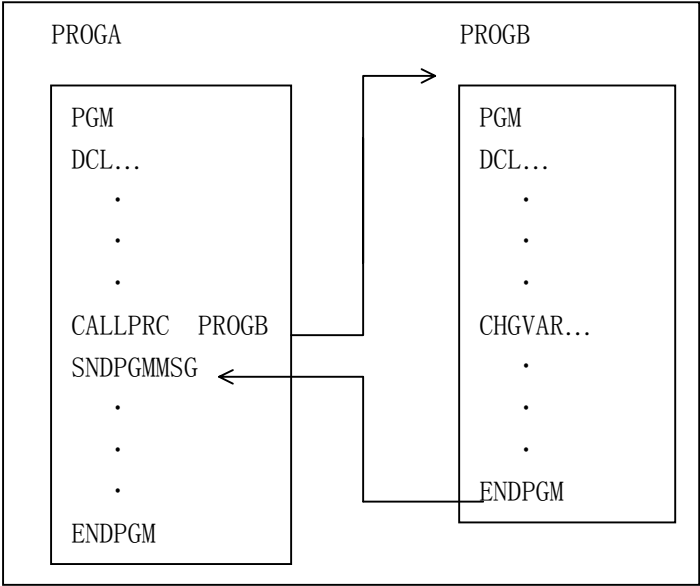 PROGA
PGM
DCL...
.
.
.
CALLPRC PROGB
SNDPGMMSG
.
.
.
ENDPGM
PROGB
PGM
DCL...
.
.
.
CHGVAR...
.
.
.
ENDPGM